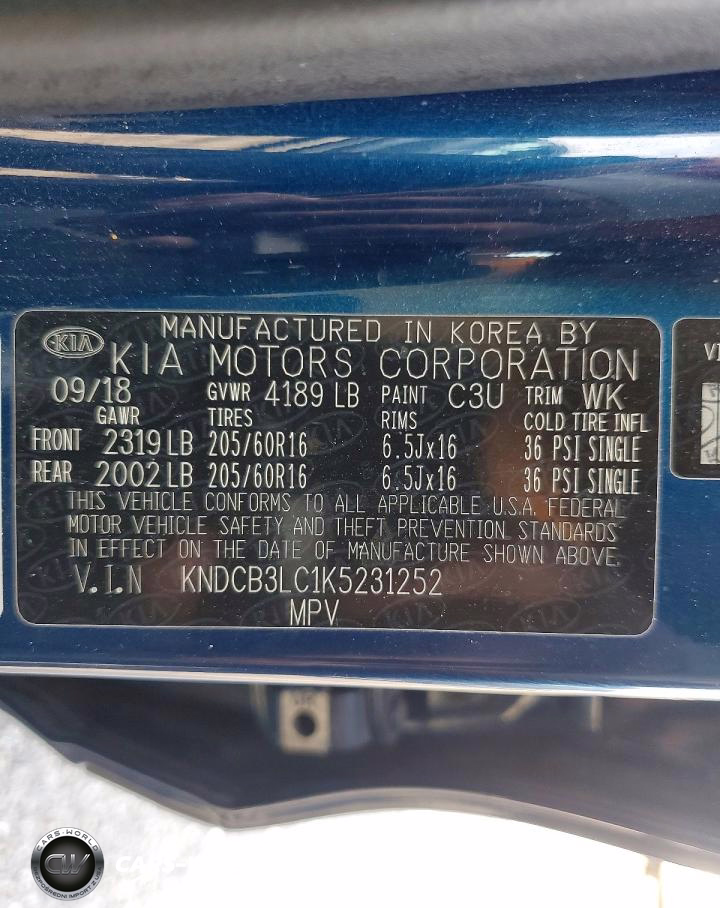 MANUFACTURED IN KOREA BY
KIA KIA MOTORS CORPORATION
09/18 GVWR 4189 LB PAINT C3U TRIM WK
GAWR TIRES RIMS COLD TIRE INFL
FRONT 2319 LB 205/60R16 6.5Jx16 36 PSI SINGLE
REAR 2002 LB 205/60R16 6.5Jx16 36 PSI SINGLE
THIS VEHICLE CONFORMS TO ALL APPLICABLE U.S.A. FEDERAL
MOTOR VEHICLE SAFETY AND THEFT PREVENTION STANDARDS
IN EFFECT ON THE DATE OF MANUFACTURE SHOWN ABOVE.
V.I.N KNDCB3LC1K5231252
MPV
CARS-WORLD
CW